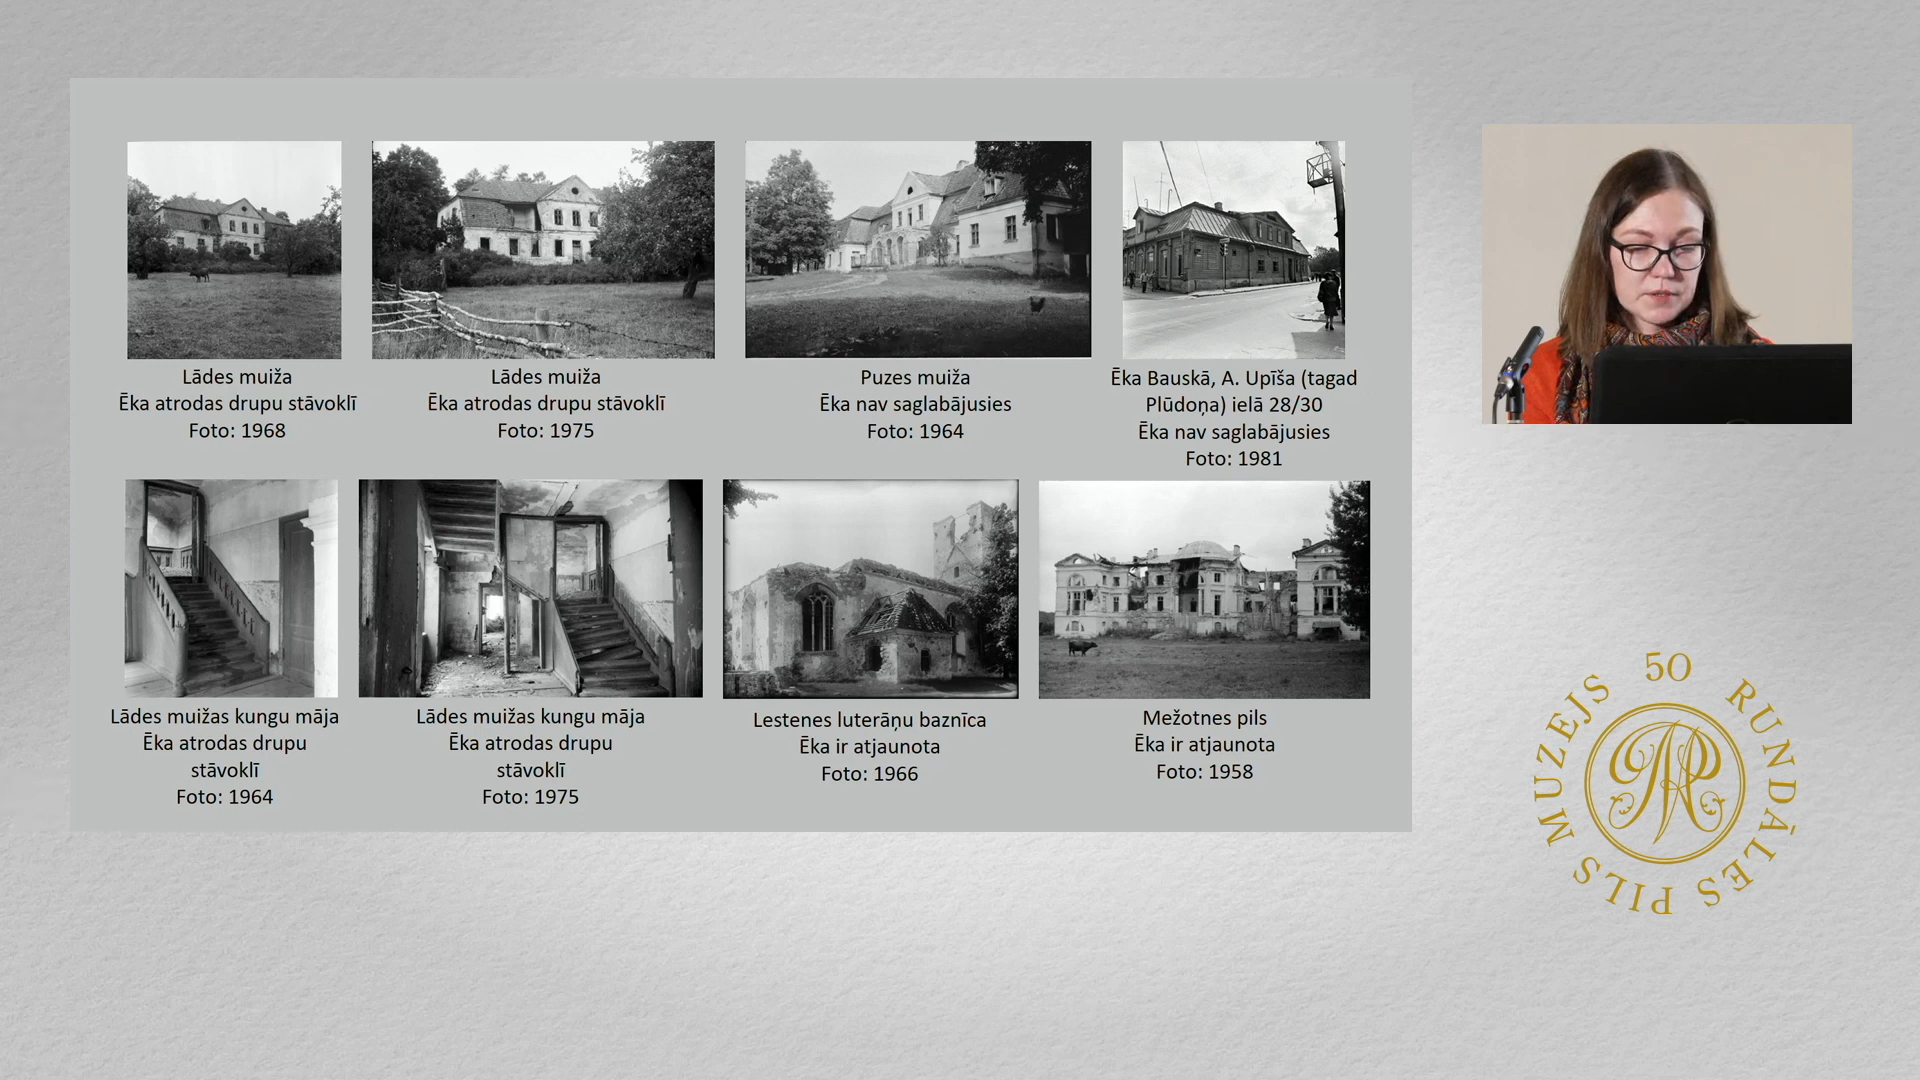 Lādes muiža
Ēka atrodas drupu stāvoklī
Foto: 1968
Lādes muiža
Ēka atrodas drupu stāvoklī
Foto: 1975
Puzes muiža
Ēka nav saglabājusies
Foto: 1964
Ēka Bauskā, A. Upīša (tagad
Plūdoņa) ielā 28/30
Ēka nav saglabājusies
Foto: 1981
Lādes muižas kungu māja
Ēka atrodas drupu
stāvoklī
Foto: 1964
Lādes muižas kungu māja
Ēka atrodas drupu
stāvoklī
Foto: 1975
Lestenes luterāņu baznīca
Ēka ir atjaunota
Foto: 1966
Mežotnes pils
Ēka ir atjaunota
Foto: 1958
50
RUNDĀLES PILS MUZEJS